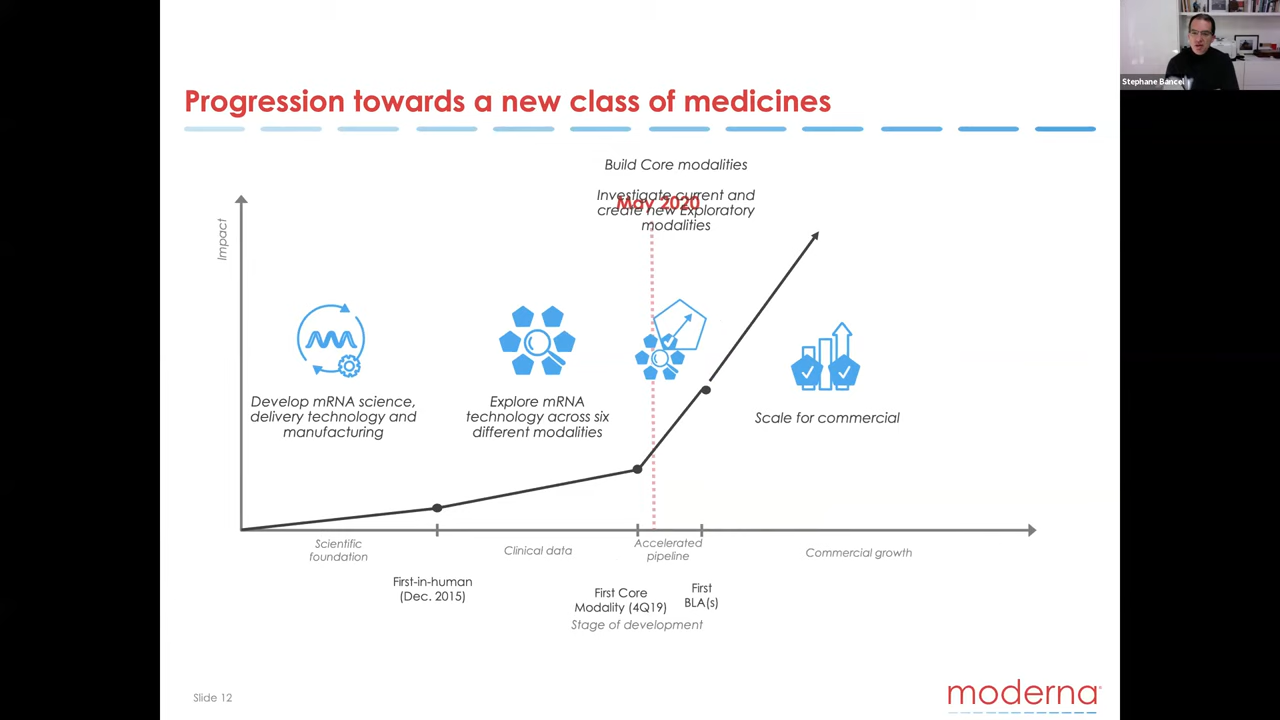 Stephane Bancel
Progression towards a new class of medicines
Build Core modalities
Investigate current and
create new Exploratory
modalities
May 2020
Impact
Develop mRNA science,
delivery technology and
manufacturing
Explore mRNA
technology across six
different modalities
Scale for commercial
Scientific
foundation
Clinical data
Accelerated
pipeline
Commercial growth
First-in-human
(Dec. 2015)
First Core
Modality (4Q19)
First
BLA(s)
Stage of development
Slide 12
moderna